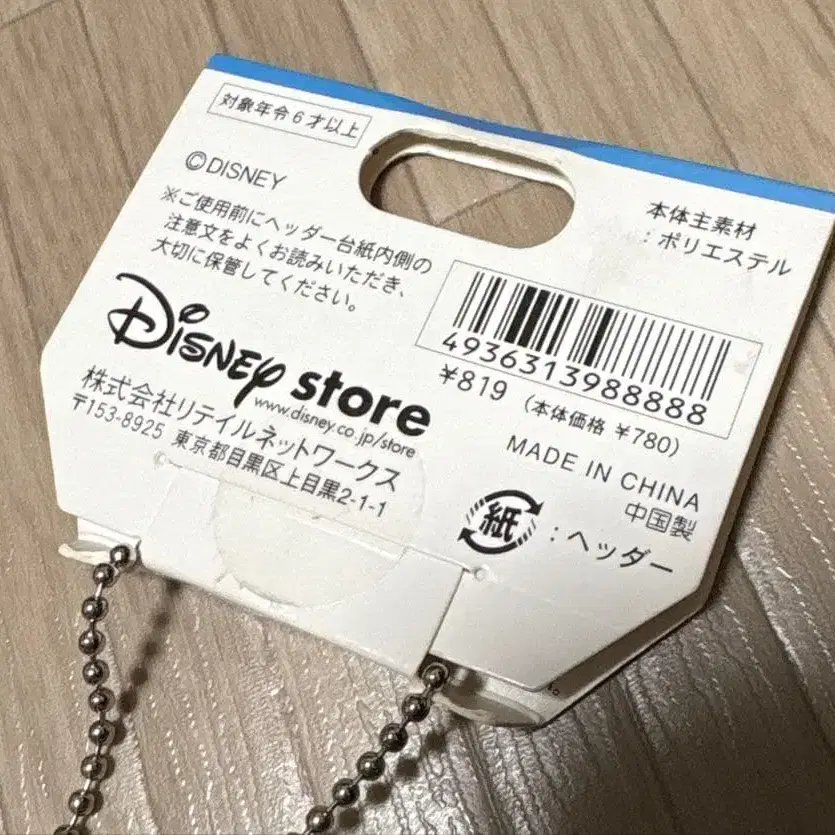 対象年令6才以上
©DISNEY
※ご使用前にヘッダー台紙内側の
注意文をよくお読みいただき、
大切に保管してください。
本体主素材
：ポリエステル
4936313988888
¥819 （本体価格 ¥780）
DISNEY store
www.disney.co.jp/store
株式会社リテイルネットワークス
〒153-8925 東京都目黒区上目黒2-1-1
MADE IN CHINA
中国製
紙：ヘッダー